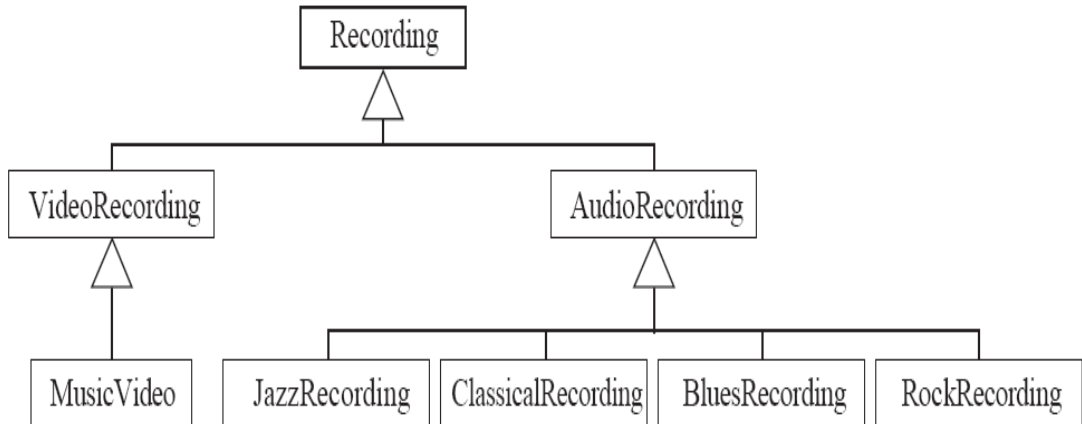 Recording
VideoRecording
AudioRecording
MusicVideo
JazzRecording
ClassicalRecording
BluesRecording
RockRecording